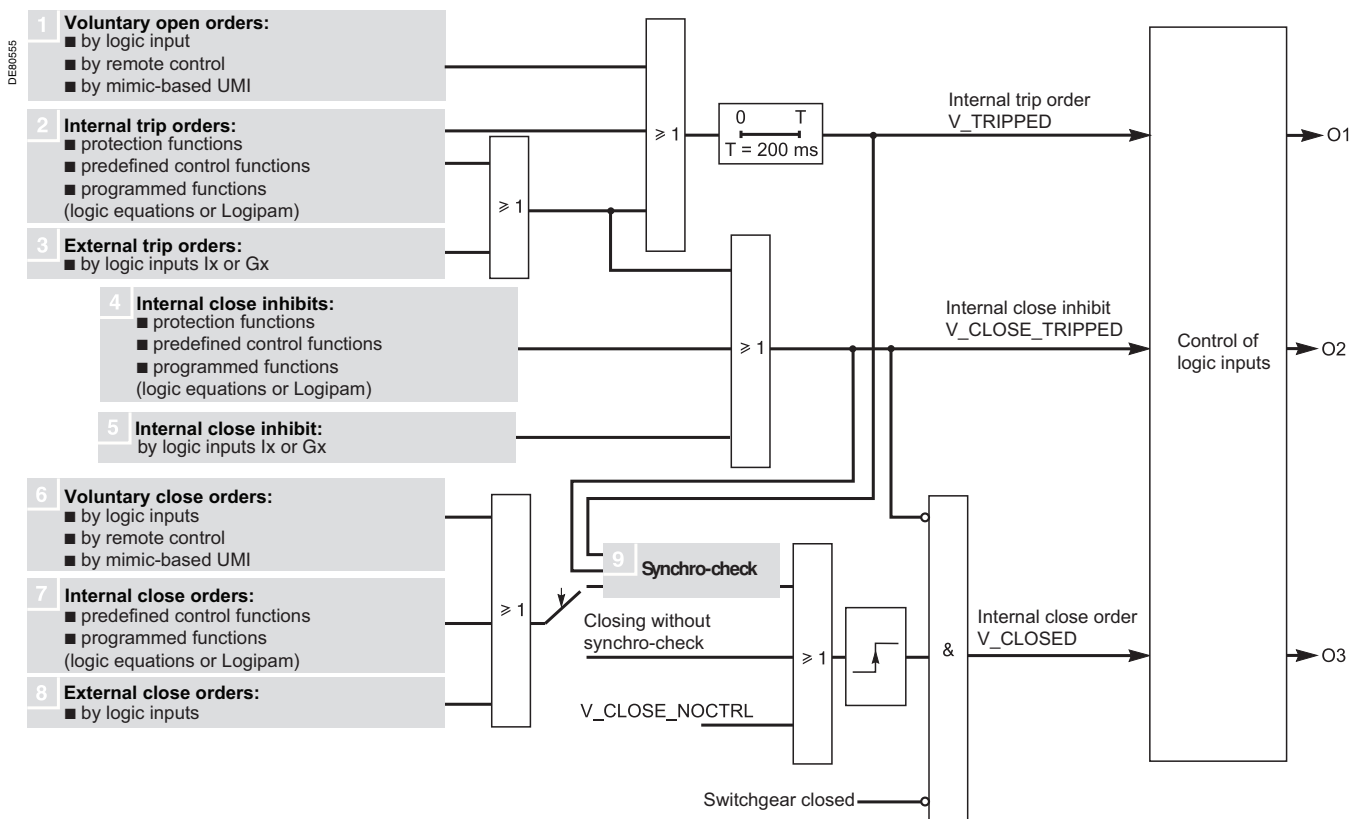 DE80555
1 Voluntary open orders:
■ by logic input
■ by remote control
■ by mimic-based UMI
2 Internal trip orders:
■ protection functions
■ predefined control functions
■ programmed functions
(logic equations or Logipam)
3 External trip orders:
■ by logic inputs Ix or Gx
4 Internal close inhibits:
■ protection functions
■ predefined control functions
■ programmed functions
(logic equations or Logipam)
5 Internal close inhibit:
by logic inputs Ix or Gx
6 Voluntary close orders:
■ by logic inputs
■ by remote control
■ by mimic-based UMI
7 Internal close orders:
■ predefined control functions
■ programmed functions
(logic equations or Logipam)
8 External close orders:
■ by logic inputs
⩾ 1
⩾ 1
0 T
T = 200 ms
⩾ 1
⩾ 1
9 Synchro-check
Closing without
synchro-check
V_CLOSE_NOCTRL
⩾ 1
Switchgear closed
&
Internal trip order
V_TRIPPED
Internal close inhibit
V_CLOSE_TRIPPED
Internal close order
V_CLOSED
Control of
logic inputs
O1
O2
O3